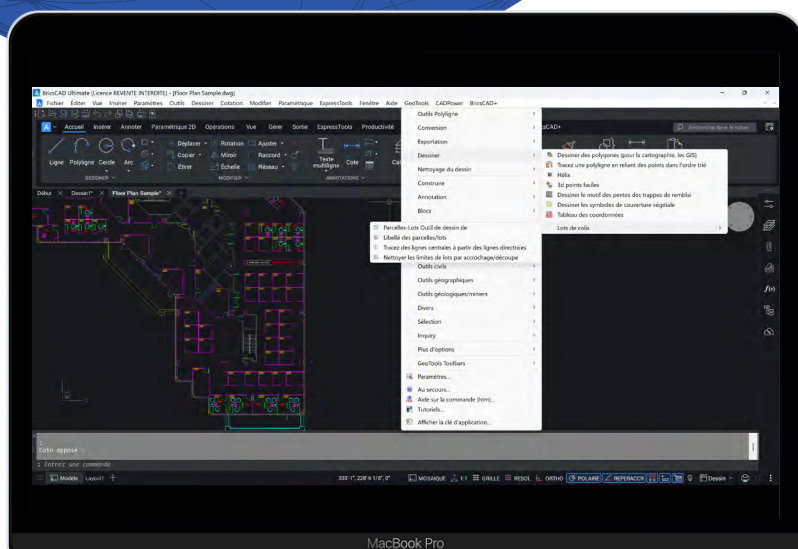 BricsCAD Ultimate (Licence REVENTE INTERDITE) - [Floor Plan Sample.dwg]
Fichier Éditer Vue Insérer Paramètres Outils Dessiner Cotation Modifier Paramétrique ExpressTools Fenêtre Aide GeoTools CADPower BricsCAD+
Accueil Insérer Annoter Paramétrique 2D Opérations Vue Gérer Sortie ExpressTools Productivité
Ligne Polyligne Cercle Arc
Déplacer Rotation Ajuster
Copier Miroir Raccord
Étirer Échelle Réseau
Texte multiligne Cote
DESSINER MODIFIER ANNOTATIONS
Début Dessin1* Floor Plan Sample*
Outils Polyligne
Conversion
Exportation
Dessiner
Nettoyage du dessin
Construire
Annotation
Blocs
Outils civils
Outils géographiques
Outils géologiques/miniers
Divers
Sélection
Inquiry
Plus d'options
GeoTools Toolbars
Paramètres...
Au secours...
Aide sur la commande (htm)...
Tutoriels...
Afficher la clé d'application...
Dessiner des polygones (pour la cartographie, les GIS)
Tracez une polyligne en reliant des points dans l'ordre trié
Hélix
3d points faciles
Dessiner le motif des pentes des trappes de remblai
Dessiner les symboles de couverture végétale
Tableau des coordonnées
Lots de colis
Parcelles-Lots Outil de dessin de
Libellé des parcelles/lots
Tracez des lignes centrales à partir des lignes directrices
Nettoyer les limites de lots par accrochage/découpe
Coin opposé :
: Entrez une commande
Modèle Layout1
333'-1", 228'-6 1/8", 0" MOSAIQUE 1:1 GRILLE RESOL ORTHO POLAIRE REPERACCR Dessin
MacBook Pro